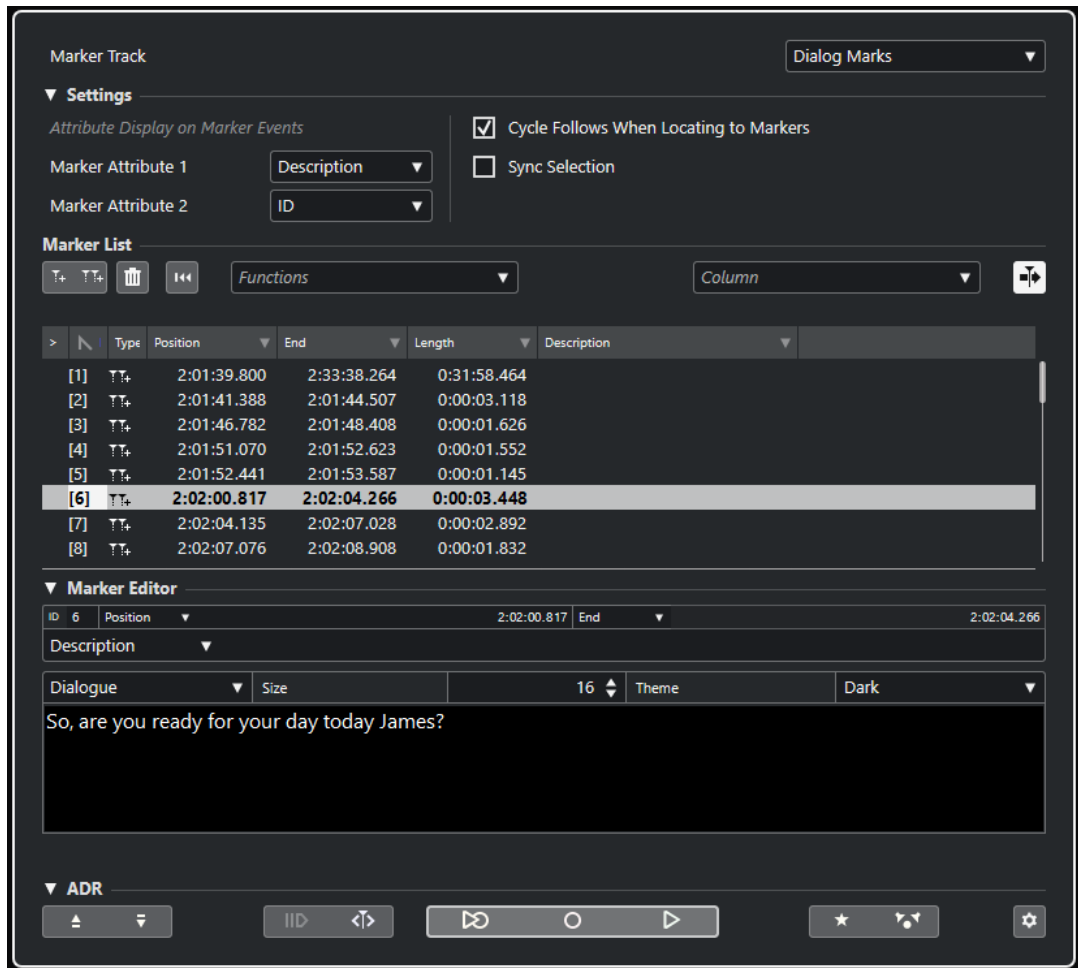 Marker Track Dialog Marks
Settings
Attribute Display on Marker Events Cycle Follows When Locating to Markers
Marker Attribute 1 Description Sync Selection
Marker Attribute 2 ID
Marker List
Functions Column
> Type Position End Length Description
[1] 2:01:39.800 2:33:38.264 0:31:58.464
[2] 2:01:41.388 2:01:44.507 0:00:03.118
[3] 2:01:46.782 2:01:48.408 0:00:01.626
[4] 2:01:51.070 2:01:52.623 0:00:01.552
[5] 2:01:52.441 2:01:53.587 0:00:01.145
[6] 2:02:00.817 2:02:04.266 0:00:03.448
[7] 2:02:04.135 2:02:07.028 0:00:02.892
[8] 2:02:07.076 2:02:08.908 0:00:01.832
Marker Editor
ID 6 Position 2:02:00.817 End 2:02:04.266
Description
Dialogue Size 16 Theme Dark
So, are you ready for your day today James?
ADR